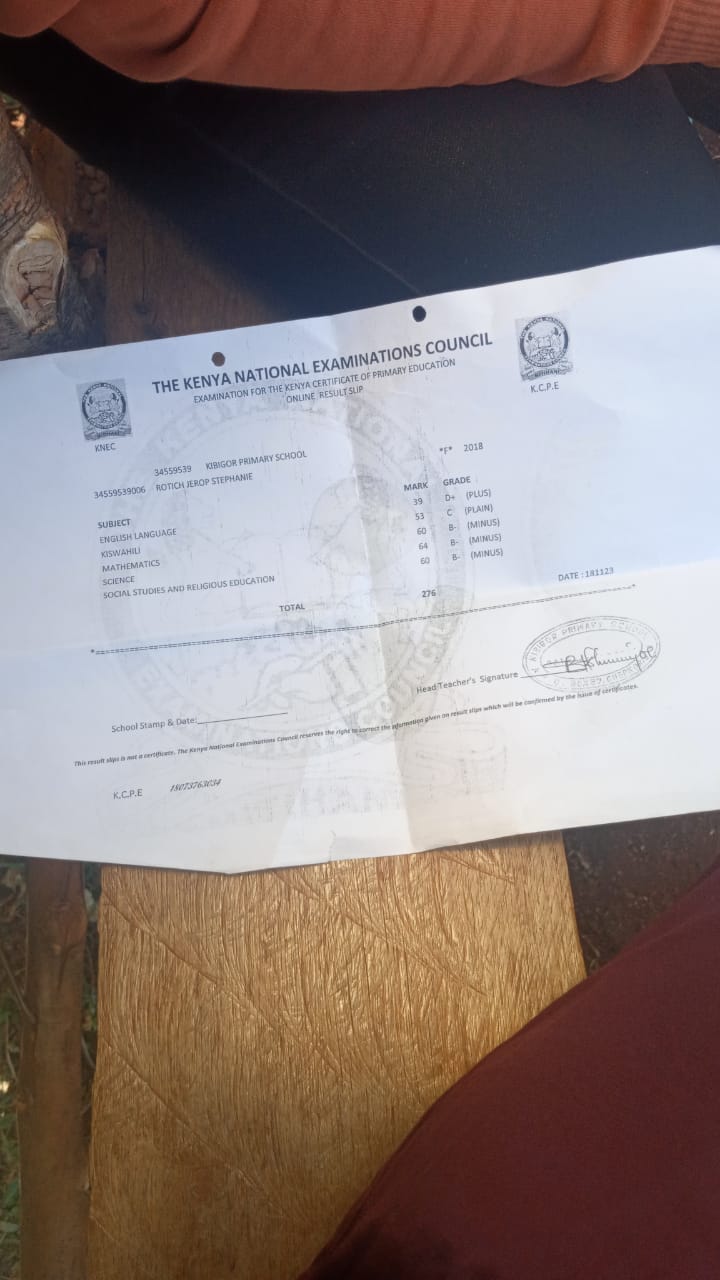 THE KENYA NATIONAL EXAMINATIONS COUNCIL
EXAMINATION FOR THE KENYA CERTIFICATE OF PRIMARY EDUCATION
ONLINE RESULT SLIP
KNEC
K.C.P.E
34559539 KIBIGOR PRIMARY SCHOOL *F* 2018
34559539006 ROTICH JEROP STEPHANIE
SUBJECT MARK GRADE
ENGLISH LANGUAGE 39 D+ (PLUS)
KISWAHILI 53 C (PLAIN)
MATHEMATICS 60 B- (MINUS)
SCIENCE 64 B- (MINUS)
SOCIAL STUDIES AND RELIGIOUS EDUCATION 60 B- (MINUS)
TOTAL 276
DATE : 181123
KIBIGOR PRIMARY SCHOOL
Head Teacher's Signature
School Stamp & Date:
This result slips is not a certificate. The Kenya National Examinations Council reserves the right to correct the information given on result slips which will be confirmed by the issue of certificates.
K.C.P.E 18073763034